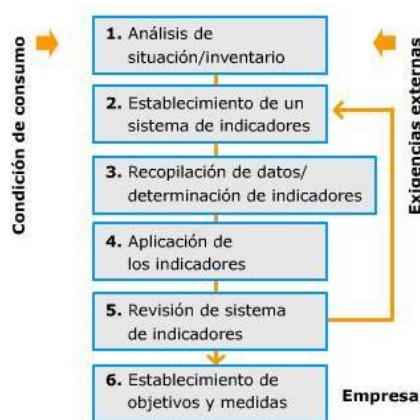 Condición de consumo
1. Análisis de
situación/inventario
2. Establecimiento de un
sistema de indicadores
3. Recopilación de datos/
determinación de indicadores
4. Aplicación de
los indicadores
5. Revisión de sistema
de indicadores
6. Establecimiento de
objetivos y medidas
Exigencias externas
Empresa